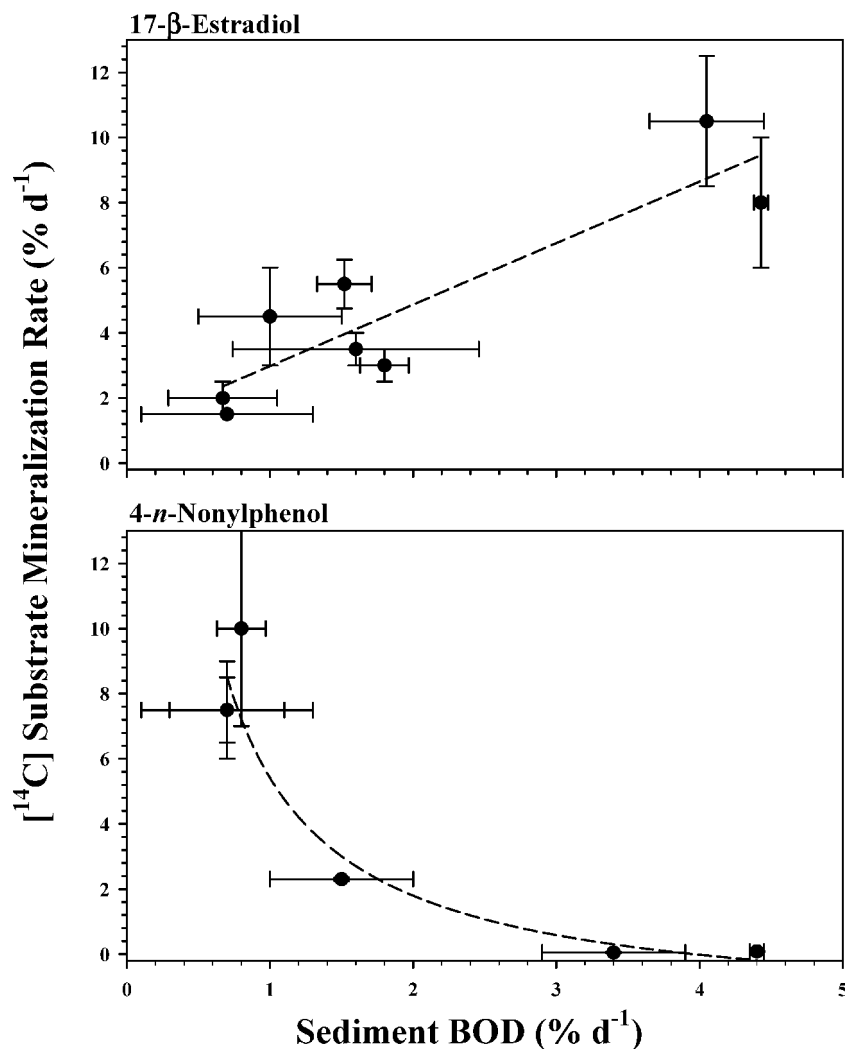 17-β-Estradiol
12
10
8
6
4
2
0
[¹⁴C] Substrate Mineralization Rate (% d⁻¹)
4-n-Nonylphenol
12
10
8
6
4
2
0
0 1 2 3 4 5
Sediment BOD (% d⁻¹)